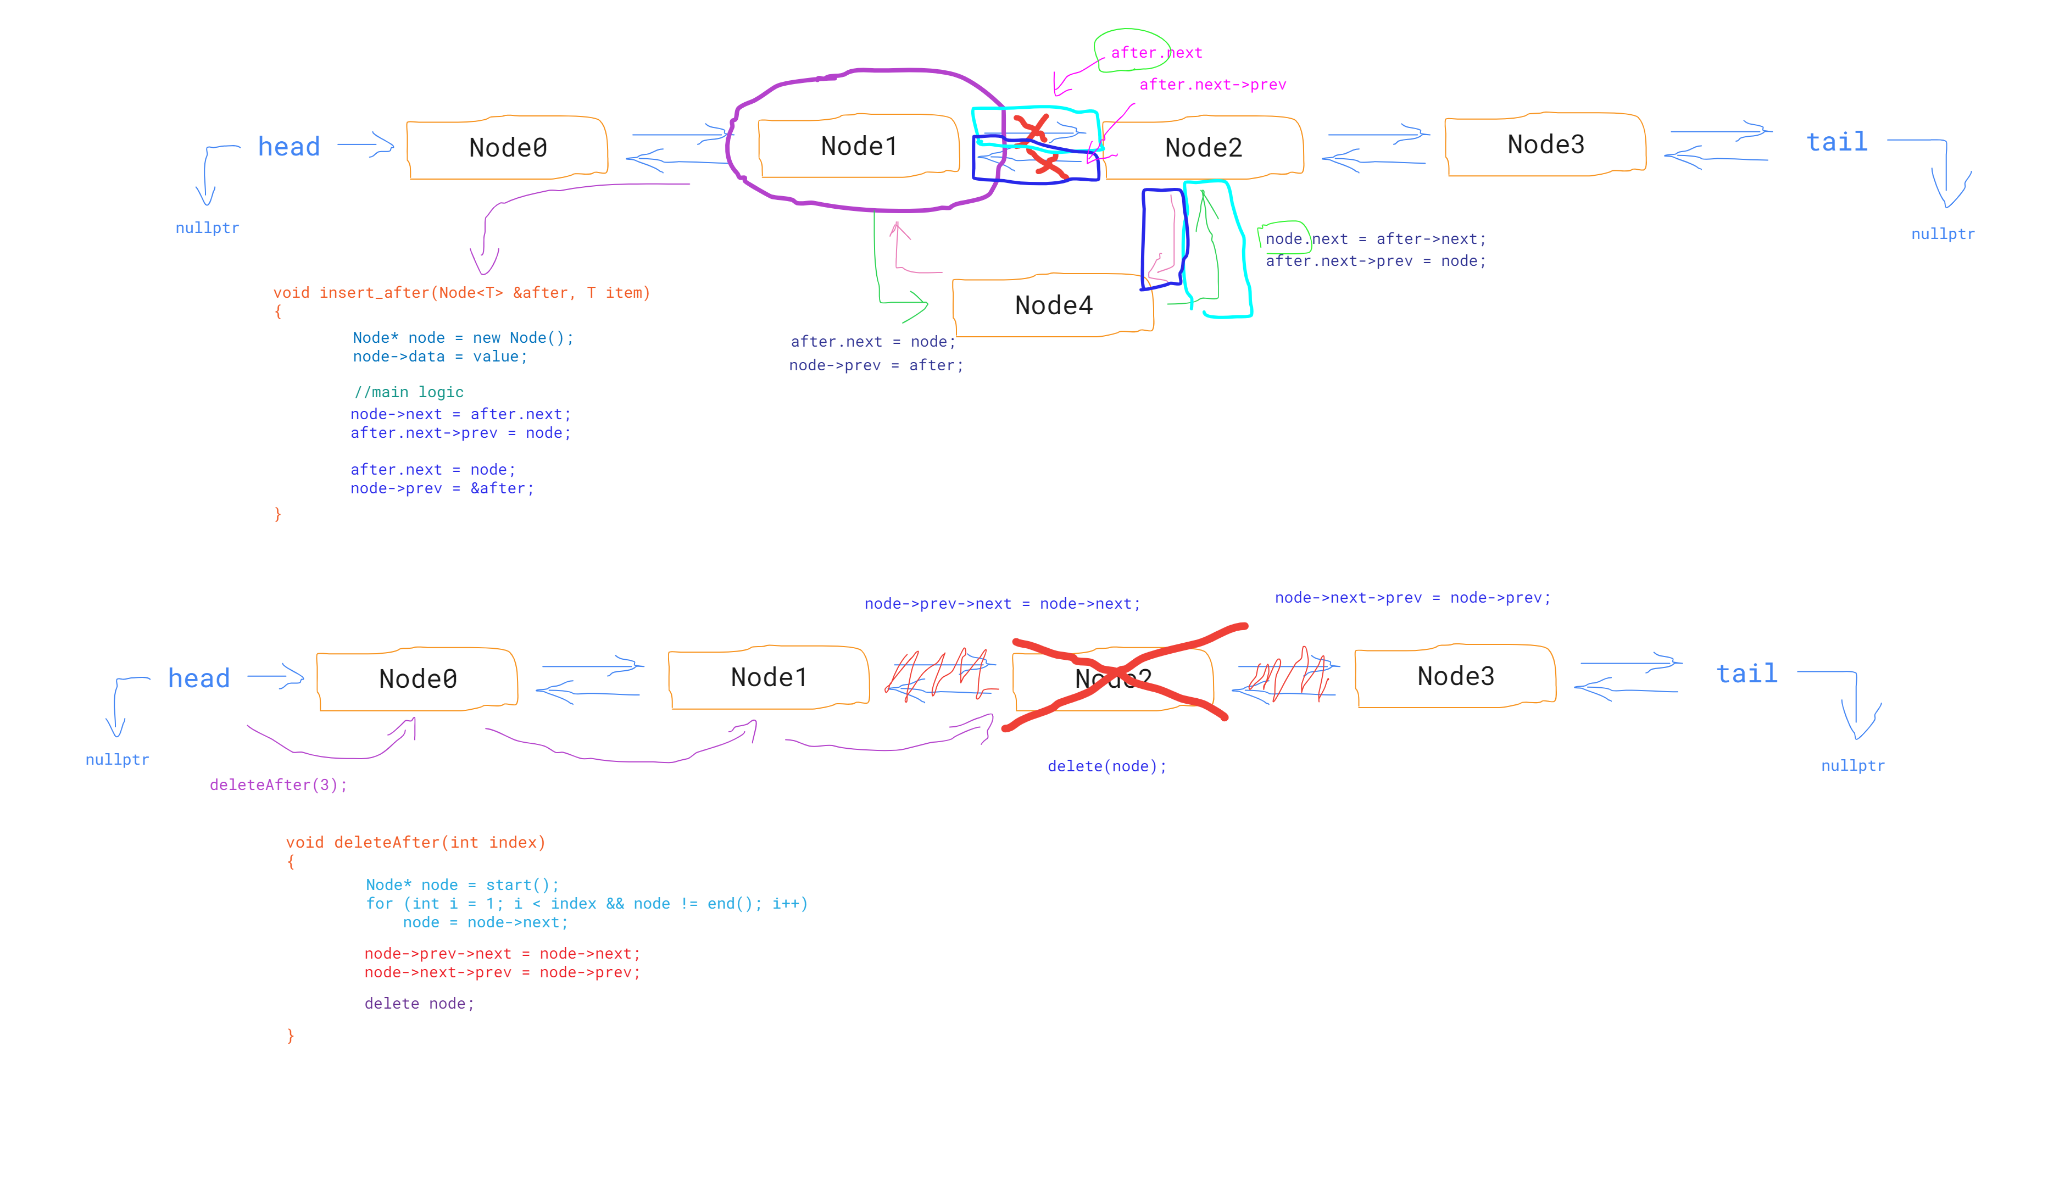 after.next
after.next->prev
head
Node0
Node1
Node2
Node3
tail
nullptr
nullptr
node.next = after->next;
after.next->prev = node;
Node4
void insert_after(Node<T> &after, T item)
{
Node* node = new Node();
node->data = value;
//main logic
node->next = after.next;
after.next->prev = node;
after.next = node;
node->prev = &after;
}
after.next = node;
node->prev = after;
node->prev->next = node->next;
node->next->prev = node->prev;
head
Node0
Node1
Node2
Node3
tail
nullptr
nullptr
deleteAfter(3);
delete(node);
void deleteAfter(int index)
{
Node* node = start();
for (int i = 1; i < index && node != end(); i++)
node = node->next;
node->prev->next = node->next;
node->next->prev = node->prev;
delete node;
}